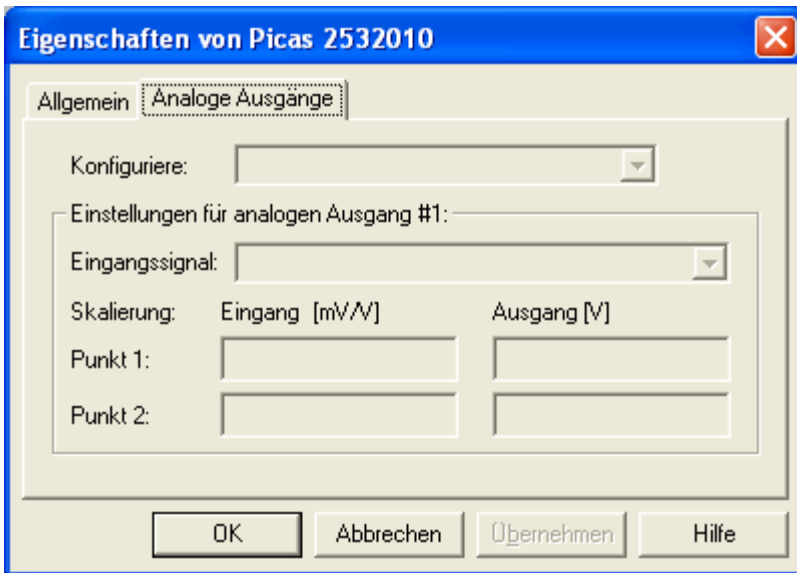 Eigenschaften von Picas 2532010
Allgemein Analoge Ausgänge
Konfiguriere:
Einstellungen für analogen Ausgang #1:
Eingangssignal:
Skalierung: Eingang [mV/V] Ausgang [V]
Punkt 1:
Punkt 2:
OK Abbrechen Übernehmen Hilfe